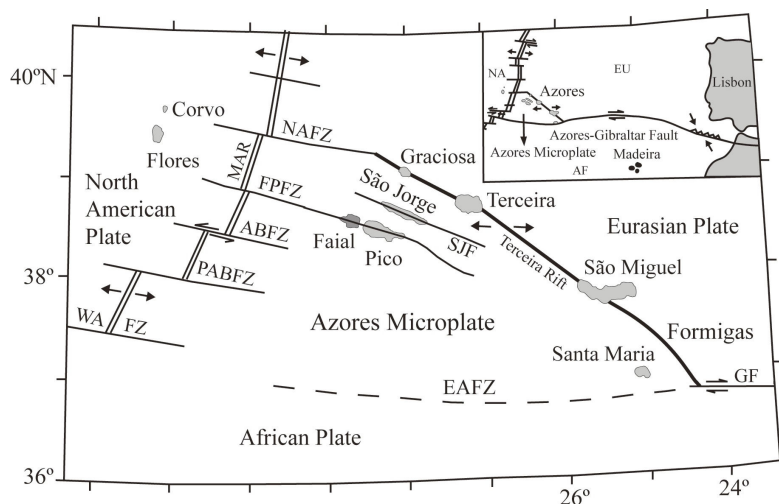 40ºN
38º
36º
26º
24º
Corvo
Flores
MAR
NAFZ
Graciosa
FPFZ
São Jorge
Terceira
North
American
Plate
ABFZ
Faial
Pico
SJF
Terceira Rift
Eurasian Plate
PABFZ
São Miguel
WA
FZ
Azores Microplate
Formigas
Santa Maria
EAFZ
GF
African Plate
NA
EU
Azores
Lisbon
Azores-Gibraltar Fault
Azores Microplate
Madeira
AF